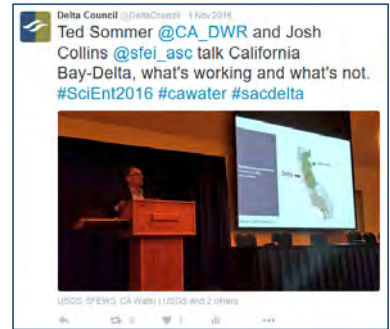 Delta Council @DeltaCouncil · 1 Nov 2016
Ted Sommer @CA_DWR and Josh
Collins @sfei_asc talk California
Bay-Delta, what's working and what's not.
#SciEnt2016 #cawater #sacdelta
USGS, SFEWS, CA Water | USGS and 2 others